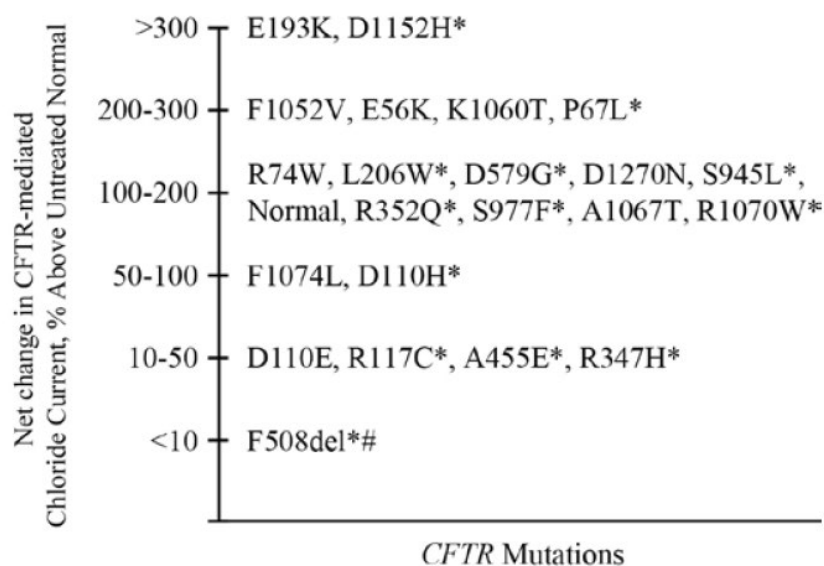 Net change in CFTR-mediated
Chloride Current, % Above Untreated Normal
>300 E193K, D1152H*
200-300 F1052V, E56K, K1060T, P67L*
100-200 R74W, L206W*, D579G*, D1270N, S945L*,
Normal, R352Q*, S977F*, A1067T, R1070W*
50-100 F1074L, D110H*
10-50 D110E, R117C*, A455E*, R347H*
<10 F508del*#
CFTR Mutations